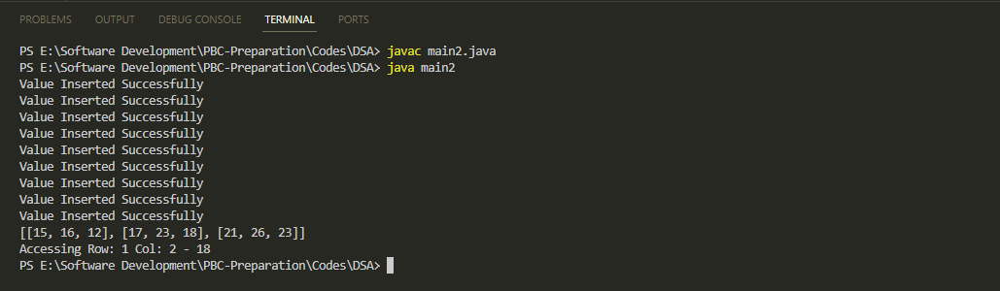 PROBLEMS OUTPUT DEBUG CONSOLE TERMINAL PORTS
PS E:\Software Development\PBC-Preparation\Codes\DSA> javac main2.java
PS E:\Software Development\PBC-Preparation\Codes\DSA> java main2
Value Inserted Successfully
Value Inserted Successfully
Value Inserted Successfully
Value Inserted Successfully
Value Inserted Successfully
Value Inserted Successfully
Value Inserted Successfully
Value Inserted Successfully
Value Inserted Successfully
[[15, 16, 12], [17, 23, 18], [21, 26, 23]]
Accessing Row: 1 Col: 2 - 18
PS E:\Software Development\PBC-Preparation\Codes\DSA>